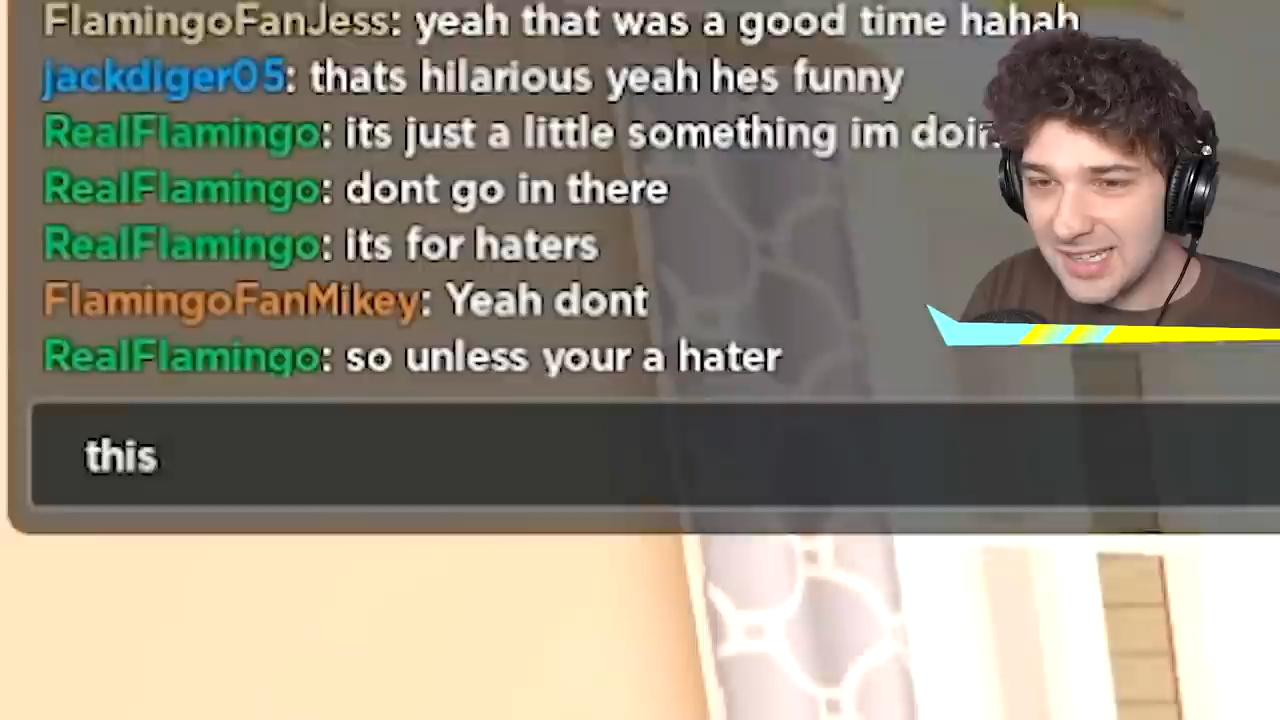 FlamingoFanJess: yeah that was a good time hahah
jackdiger05: thats hilarious yeah hes funny
RealFlamingo: its just a little something im
RealFlamingo: dont go in there
RealFlamingo: its for haters
FlamingoFanMikey: Yeah dont
RealFlamingo: so unless your a hater
this